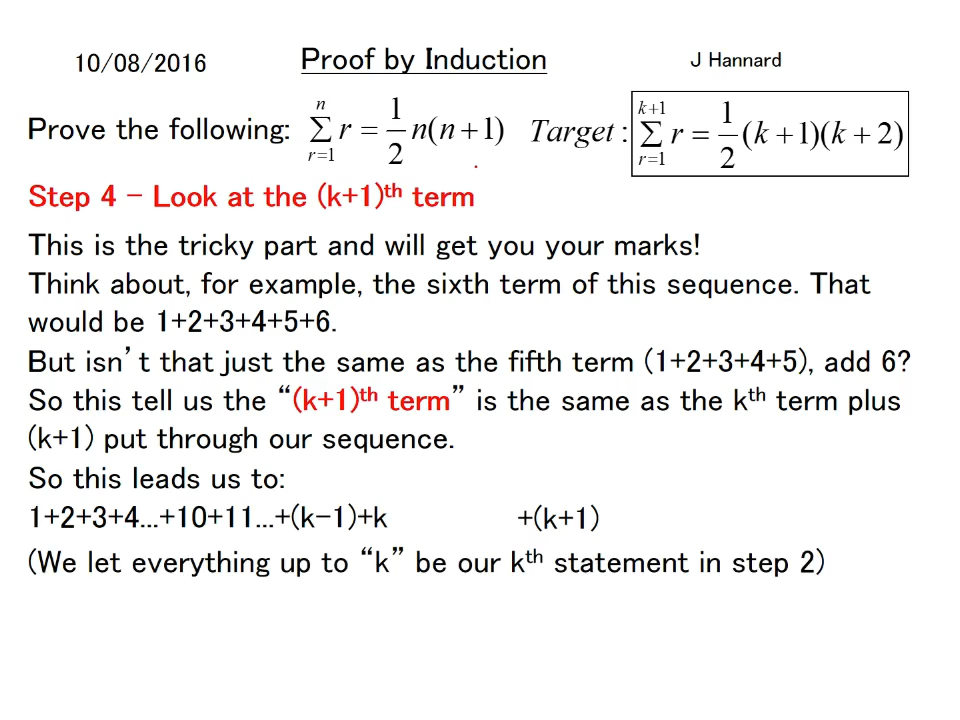 10/08/2016 Proof by Induction J Hannard
Prove the following: \sum_{r=1}^{n} r = \frac{1}{2} n(n+1) Target: \sum_{r=1}^{k+1} r = \frac{1}{2}(k+1)(k+2)
Step 4 - Look at the (k+1)th term
This is the tricky part and will get you your marks!
Think about, for example, the sixth term of this sequence. That
would be 1+2+3+4+5+6.
But isn't that just the same as the fifth term (1+2+3+4+5), add 6?
So this tell us the “(k+1)th term” is the same as the kth term plus
(k+1) put through our sequence.
So this leads us to:
1+2+3+4...+10+11...+(k-1)+k +(k+1)
(We let everything up to “k” be our kth statement in step 2)